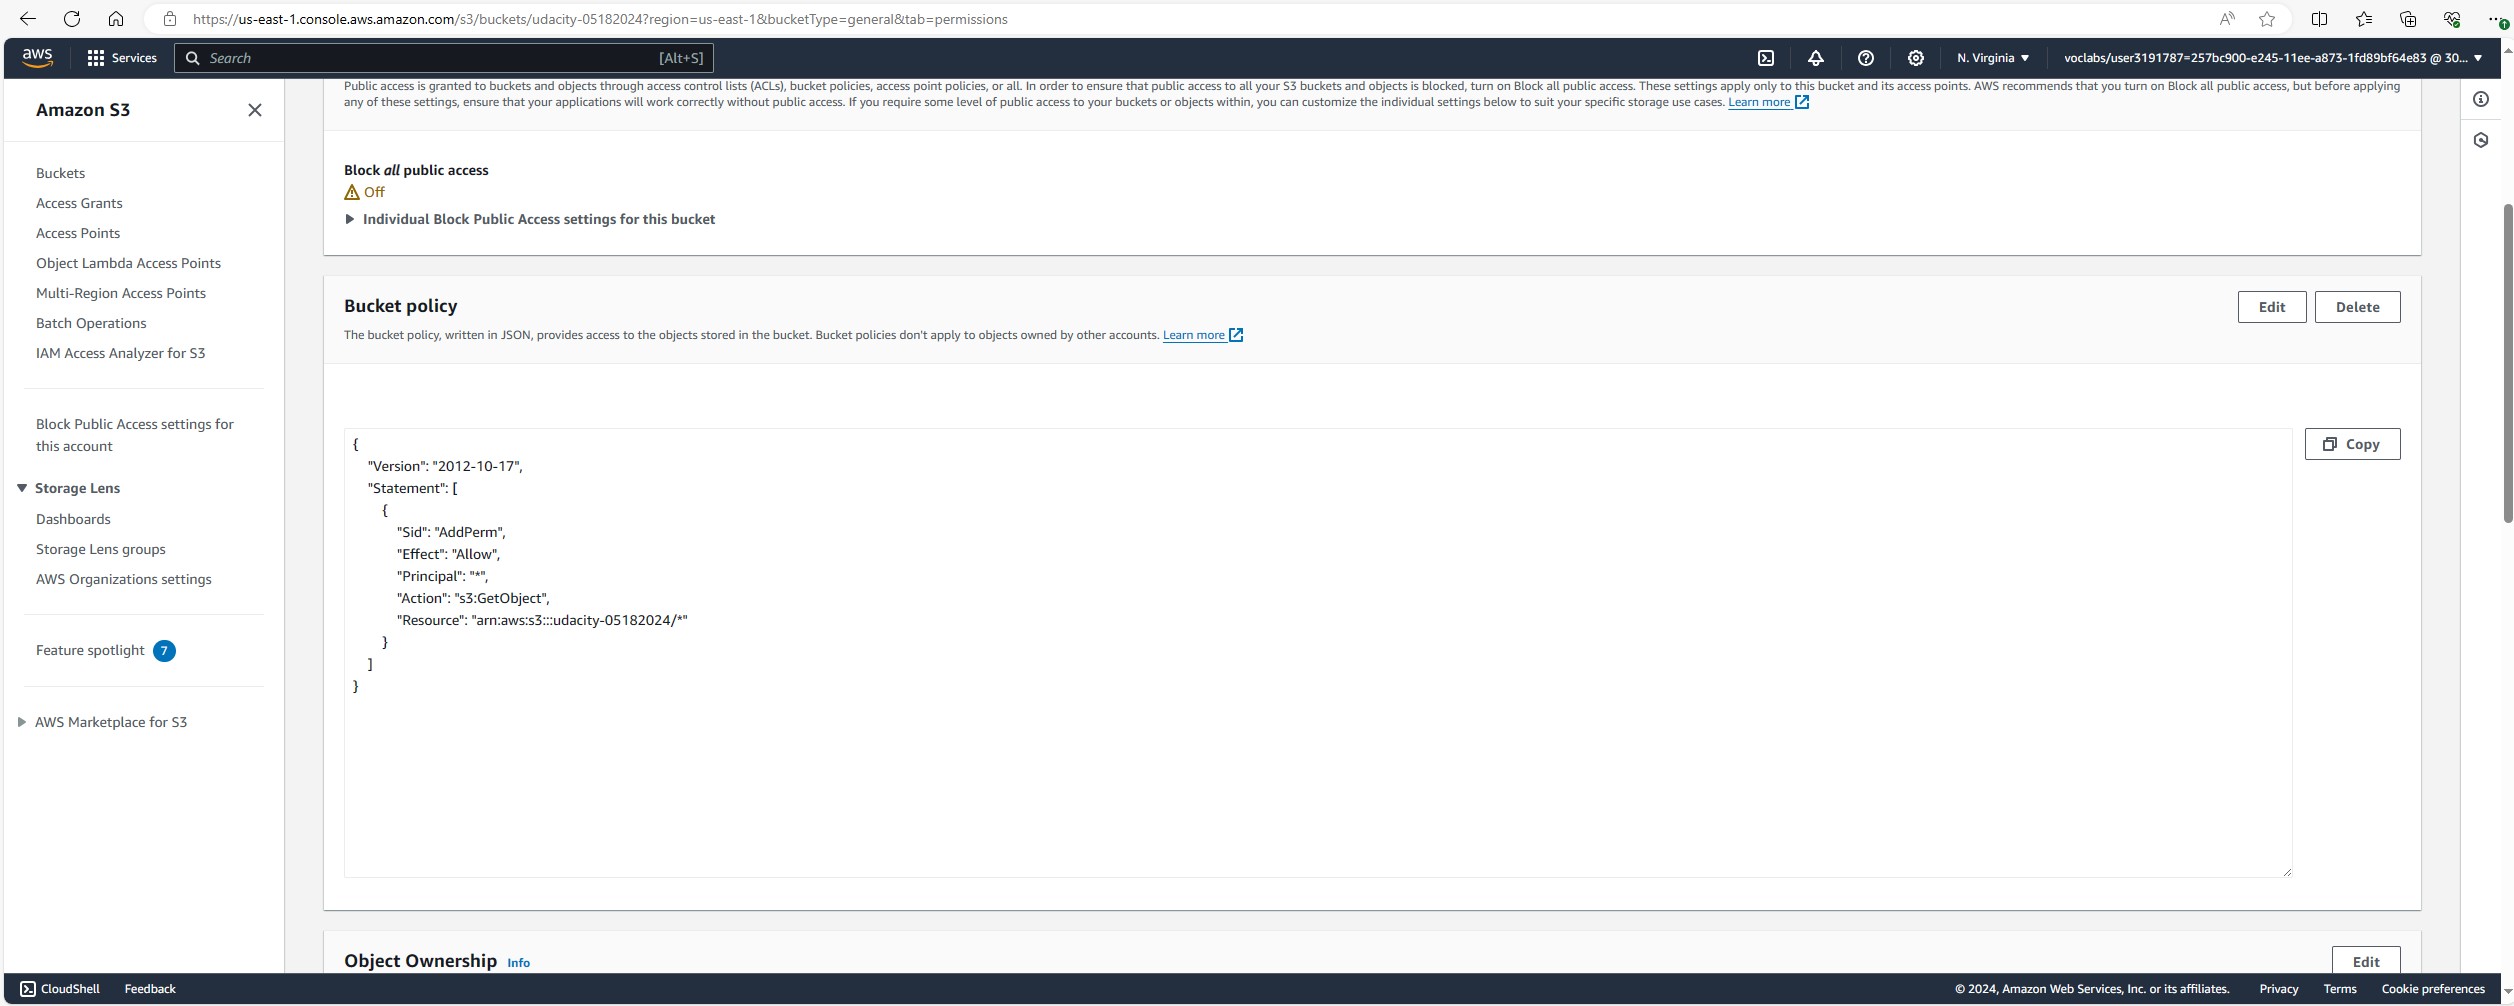 https://us-east-1.console.aws.amazon.com/s3/buckets/udacity-05182024?region=us-east-1&bucketType=general&tab=permissions
aws
Services
Search
[Alt+S]
N. Virginia
voclabs/user3191787=257bc900-e245-11ee-a873-1fd89bf64e83 @ 30...
Amazon S3
Buckets
Access Grants
Access Points
Object Lambda Access Points
Multi-Region Access Points
Batch Operations
IAM Access Analyzer for S3
Block Public Access settings for
this account
Storage Lens
Dashboards
Storage Lens groups
AWS Organizations settings
Feature spotlight 7
AWS Marketplace for S3
Public access is granted to buckets and objects through access control lists (ACLs), bucket policies, access point policies, or all. In order to ensure that public access to all your S3 buckets and objects is blocked, turn on Block all public access. These settings apply only to this bucket and its access points. AWS recommends that you turn on Block all public access, but before applying
any of these settings, ensure that your applications will work correctly without public access. If you require some level of public access to your buckets or objects within, you can customize the individual settings below to suit your specific storage use cases. Learn more
Block all public access
Off
Individual Block Public Access settings for this bucket
Bucket policy
Edit
Delete
The bucket policy, written in JSON, provides access to the objects stored in the bucket. Bucket policies don't apply to objects owned by other accounts. Learn more
Copy
{
"Version": "2012-10-17",
"Statement": [
{
"Sid": "AddPerm",
"Effect": "Allow",
"Principal": "*",
"Action": "s3:GetObject",
"Resource": "arn:aws:s3:::udacity-05182024/*"
}
]
}
Object Ownership Info
Edit
CloudShell
Feedback
© 2024, Amazon Web Services, Inc. or its affiliates.
Privacy
Terms
Cookie preferences